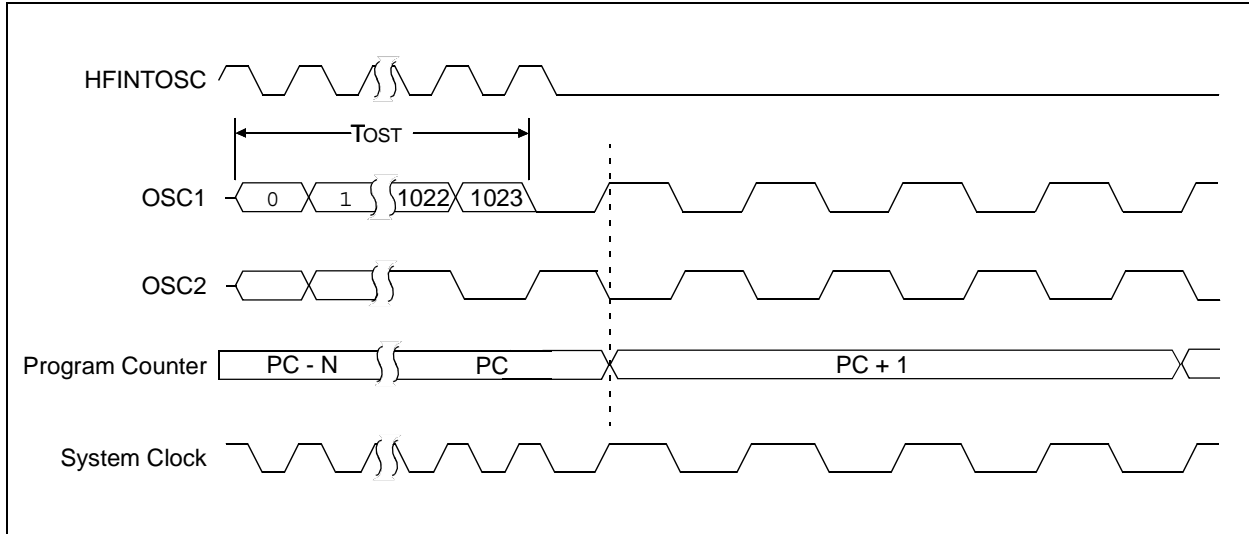 HFINTOSC
TOST
OSC1 0 1 1022 1023
OSC2
Program Counter PC - N PC PC + 1
System Clock